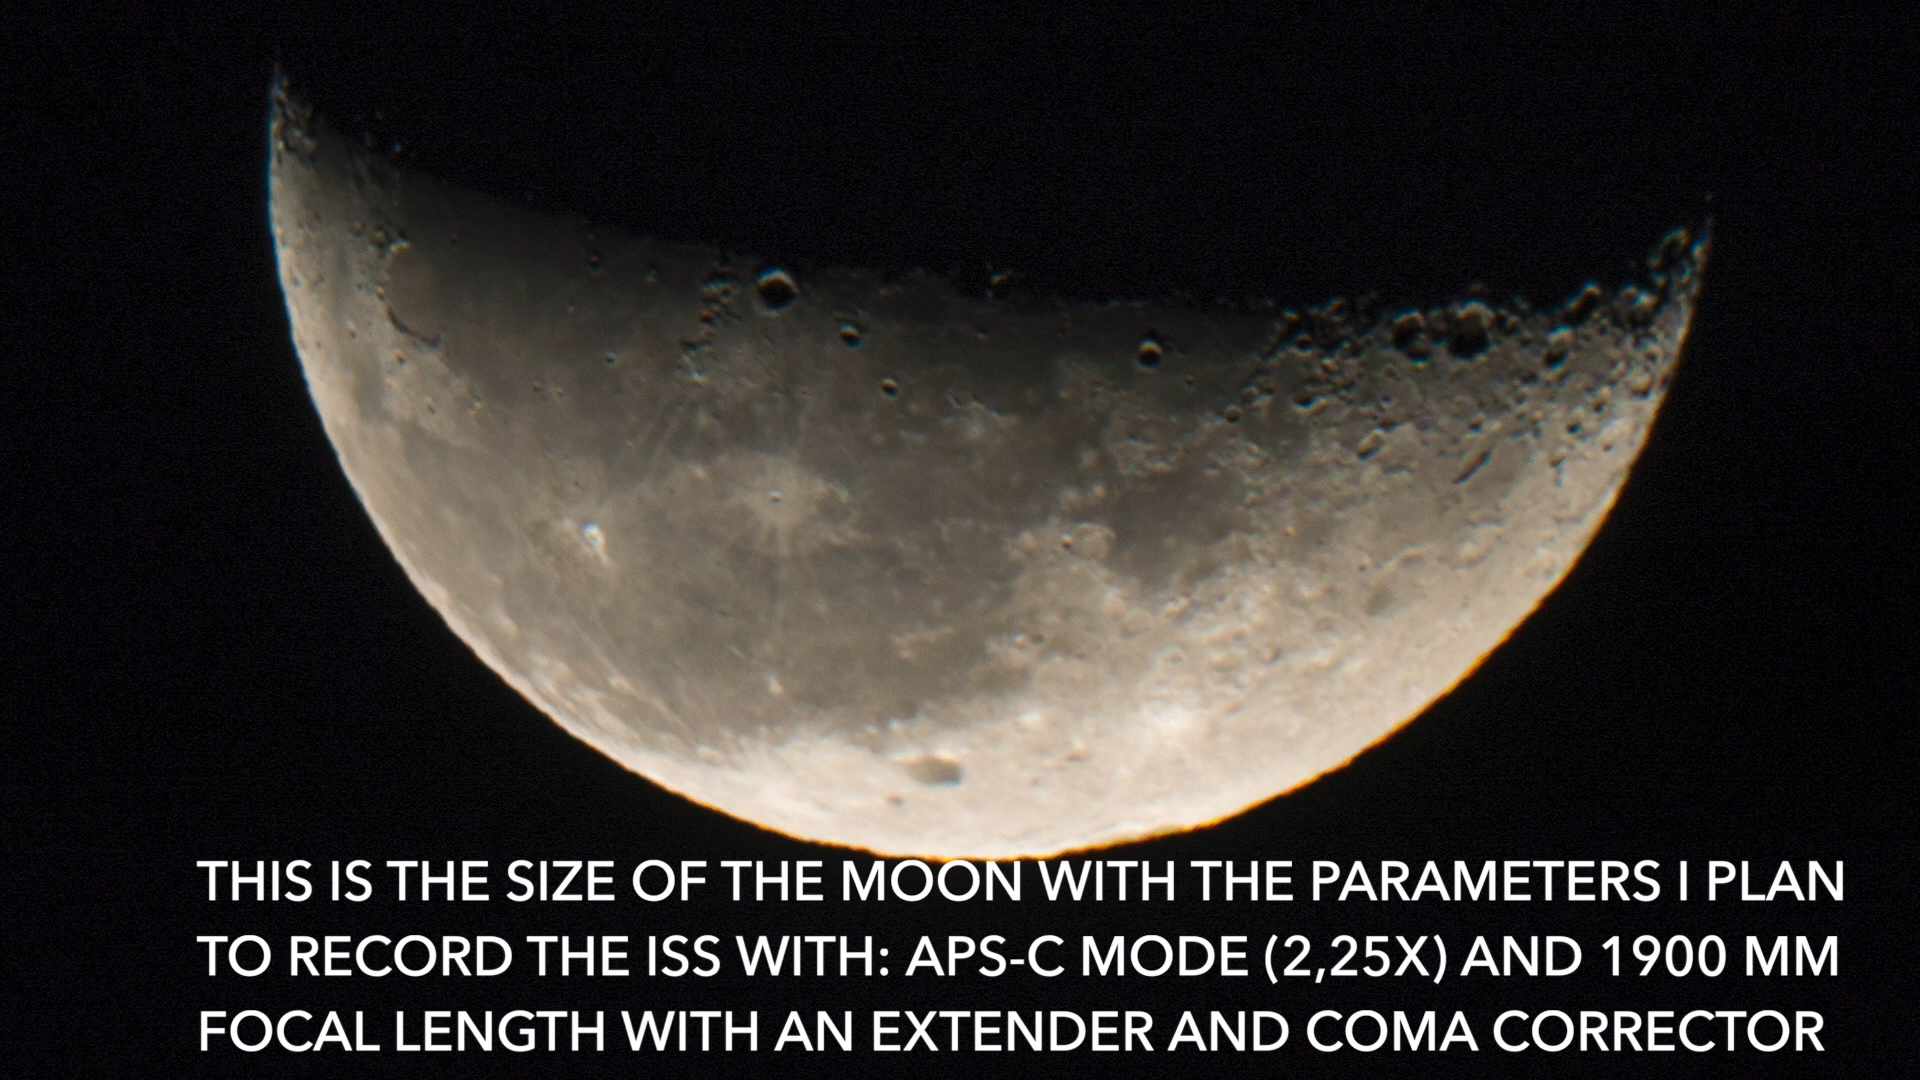 THIS IS THE SIZE OF THE MOON WITH THE PARAMETERS I PLAN
TO RECORD THE ISS WITH: APS-C MODE (2,25X) AND 1900 MM
FOCAL LENGTH WITH AN EXTENDER AND COMA CORRECTOR